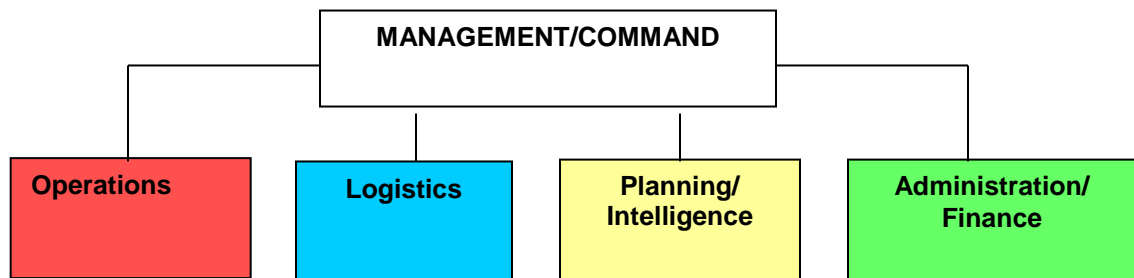 MANAGEMENT/COMMAND
Operations
Logistics
Planning/
Intelligence
Administration/
Finance